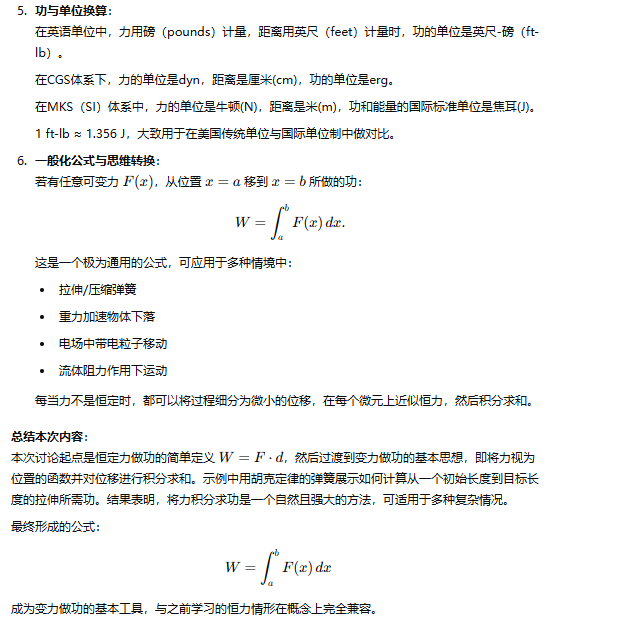 5. 功与单位换算：
在英语单位中，力用磅（pounds）计量，距离用英尺（feet）计量时，功的单位是英尺-磅（ft-
lb）。
在CGS体系下，力的单位是dyn，距离是厘米(cm)，功的单位是erg。
在MKS（SI）体系中，力的单位是牛顿(N)，距离是米(m)，功和能量的国际标准单位是焦耳(J)。
1 ft-lb ≈ 1.356 J，大致用于在美国传统单位与国际单位制中做对比。
6. 一般化公式与思维转换：
若有任意可变力 F(x)，从位置 x = a 移到 x = b 所做的功：
W = ∫_a^b F(x) dx.
这是一个极为通用的公式，可应用于多种情境中：
• 拉伸/压缩弹簧
• 重力加速物体下落
• 电场中带电粒子移动
• 流体阻力作用下运动
每当力不是恒定时，都可以将过程细分为微小的位移，在每个微元上近似恒力，然后积分求和。
总结本次内容：
本次讨论起点是恒定力做功的简单定义 W = F · d，然后过渡到变力做功的基本思想，即将力视为
位置的函数并对位移进行积分求和。示例中用胡克定律的弹簧展示如何计算从一个初始长度到目标长
度的拉伸所需功。结果表明，将力积分求功是一个自然且强大的方法，可适用于多种复杂情况。
最终形成的公式：
W = ∫_a^b F(x) dx
成为变力做功的基本工具，与之前学习的恒力情形在概念上完全兼容。